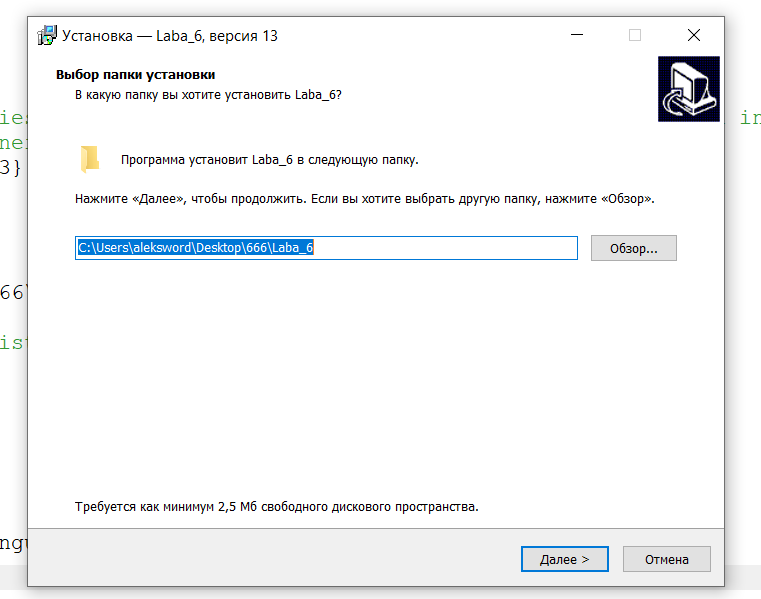 Установка — Laba_6, версия 13
Выбор папки установки
В какую папку вы хотите установить Laba_6?
in
3}
Программа установит Laba_6 в следующую папку.
Нажмите «Далее», чтобы продолжить. Если вы хотите выбрать другую папку, нажмите «Обзор».
C:\Users\aleksword\Desktop\666\Laba_6
Обзор...
Требуется как минимум 2,5 Мб свободного дискового пространства.
Далее >
Отмена